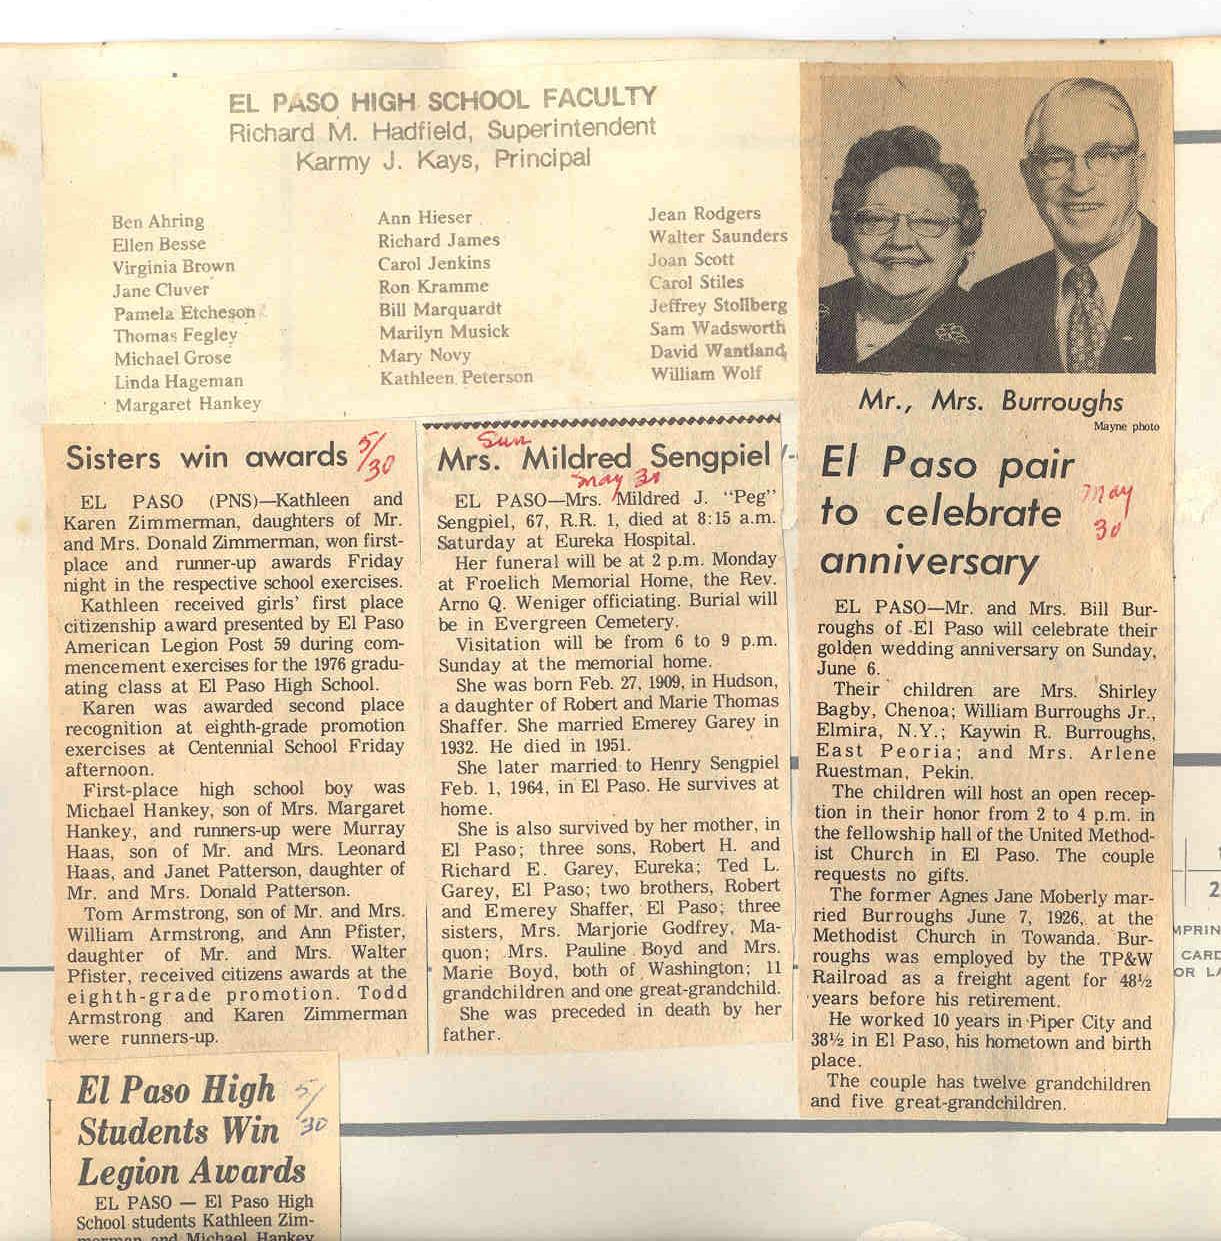 EL PASO HIGH SCHOOL FACULTY
Richard M. Hadfield, Superintendent
Karmy J. Kays, Principal
Ben Ahring
Ellen Besse
Virginia Brown
Jane Cluver
Pamela Etcheson
Thomas Fegley
Michael Grose
Linda Hageman
Margaret Hankey
Ann Hieser
Richard James
Carol Jenkins
Ron Kramme
Bill Marquardt
Marilyn Musick
Mary Novy
Kathleen Peterson
Jean Rodgers
Walter Saunders
Joan Scott
Carol Stiles
Jeffrey Stollberg
Sam Wadsworth
David Wantland
William Wolf
Sisters win awards 5/30
EL PASO (PNS)—Kathleen and
Karen Zimmerman, daughters of Mr.
and Mrs. Donald Zimmerman, won first-
place and runner-up awards Friday
night in the respective school exercises.
Kathleen received girls' first place
citizenship award presented by El Paso
American Legion Post 59 during com-
mencement exercises for the 1976 gradu-
ating class at El Paso High School.
Karen was awarded second place
recognition at eighth-grade promotion
exercises at Centennial School Friday
afternoon.
First-place high school boy was
Michael Hankey, son of Mrs. Margaret
Hankey, and runners-up were Murray
Haas, son of Mr. and Mrs. Leonard
Haas, and Janet Patterson, daughter of
Mr. and Mrs. Donald Patterson.
Tom Armstrong, son of Mr. and Mrs.
William Armstrong, and Ann Pfister,
daughter of Mr. and Mrs. Walter
Pfister, received citizens awards at the
eighth-grade promotion. Todd
Armstrong and Karen Zimmerman
were runners-up.
El Paso High 5/30
Students Win
Legion Awards
EL PASO — El Paso High
School students Kathleen Zim-
merman and Michael Hankey
Sun
Mrs. Mildred Sengpiel
May 30
EL PASO—Mrs. Mildred J. "Peg"
Sengpiel, 67, R.R. 1, died at 8:15 a.m.
Saturday at Eureka Hospital.
Her funeral will be at 2 p.m. Monday
at Froelich Memorial Home, the Rev.
Arno Q. Weniger officiating. Burial will
be in Evergreen Cemetery.
Visitation will be from 6 to 9 p.m.
Sunday at the memorial home.
She was born Feb. 27, 1909, in Hudson,
a daughter of Robert and Marie Thomas
Shaffer. She married Emerey Garey in
1932. He died in 1951.
She later married to Henry Sengpiel
Feb. 1, 1964, in El Paso. He survives at
home.
She is also survived by her mother, in
El Paso; three sons, Robert H. and
Richard E. Garey, Eureka; Ted L.
Garey, El Paso; two brothers, Robert
and Emerey Shaffer, El Paso; three
sisters, Mrs. Marjorie Godfrey, Ma-
quon; Mrs. Pauline Boyd and Mrs.
Marie Boyd, both of Washington; 11
grandchildren and one great-grandchild.
She was preceded in death by her
father.
Mr., Mrs. Burroughs
Mayne photo
El Paso pair
to celebrate May 30
anniversary
EL PASO—Mr. and Mrs. Bill Bur-
roughs of El Paso will celebrate their
golden wedding anniversary on Sunday,
June 6.
Their children are Mrs. Shirley
Bagby, Chenoa; William Burroughs Jr.,
Elmira, N.Y.; Kaywin R. Burroughs,
East Peoria; and Mrs. Arlene
Ruestman, Pekin.
The children will host an open recep-
tion in their honor from 2 to 4 p.m. in
the fellowship hall of the United Method-
ist Church in El Paso. The couple
requests no gifts.
The former Agnes Jane Moberly mar-
ried Burroughs June 7, 1926, at the
Methodist Church in Towanda. Bur-
roughs was employed by the TP&W
Railroad as a freight agent for 48½
years before his retirement.
He worked 10 years in Piper City and
38½ in El Paso, his hometown and birth
place.
The couple has twelve grandchildren
and five great-grandchildren.
2
CARD
OR